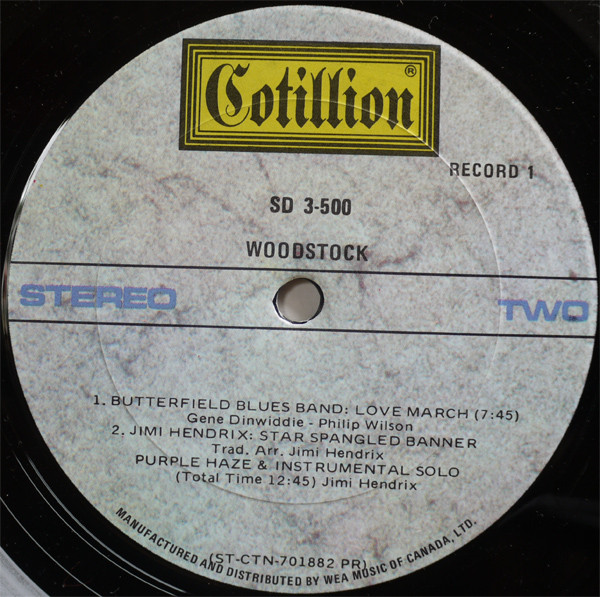 Cotillion®
RECORD 1
SD 3-500
WOODSTOCK
STEREO
TWO
1. BUTTERFIELD BLUES BAND: LOVE MARCH (7:45)
Gene Dinwiddie - Philip Wilson
2. JIMI HENDRIX: STAR SPANGLED BANNER
Trad. Arr. Jimi Hendrix
PURPLE HAZE & INSTRUMENTAL SOLO
(Total Time 12:45) Jimi Hendrix
(ST-CTN-701882 PR)
MANUFACTURED AND DISTRIBUTED BY WEA MUSIC OF CANADA, LTD.